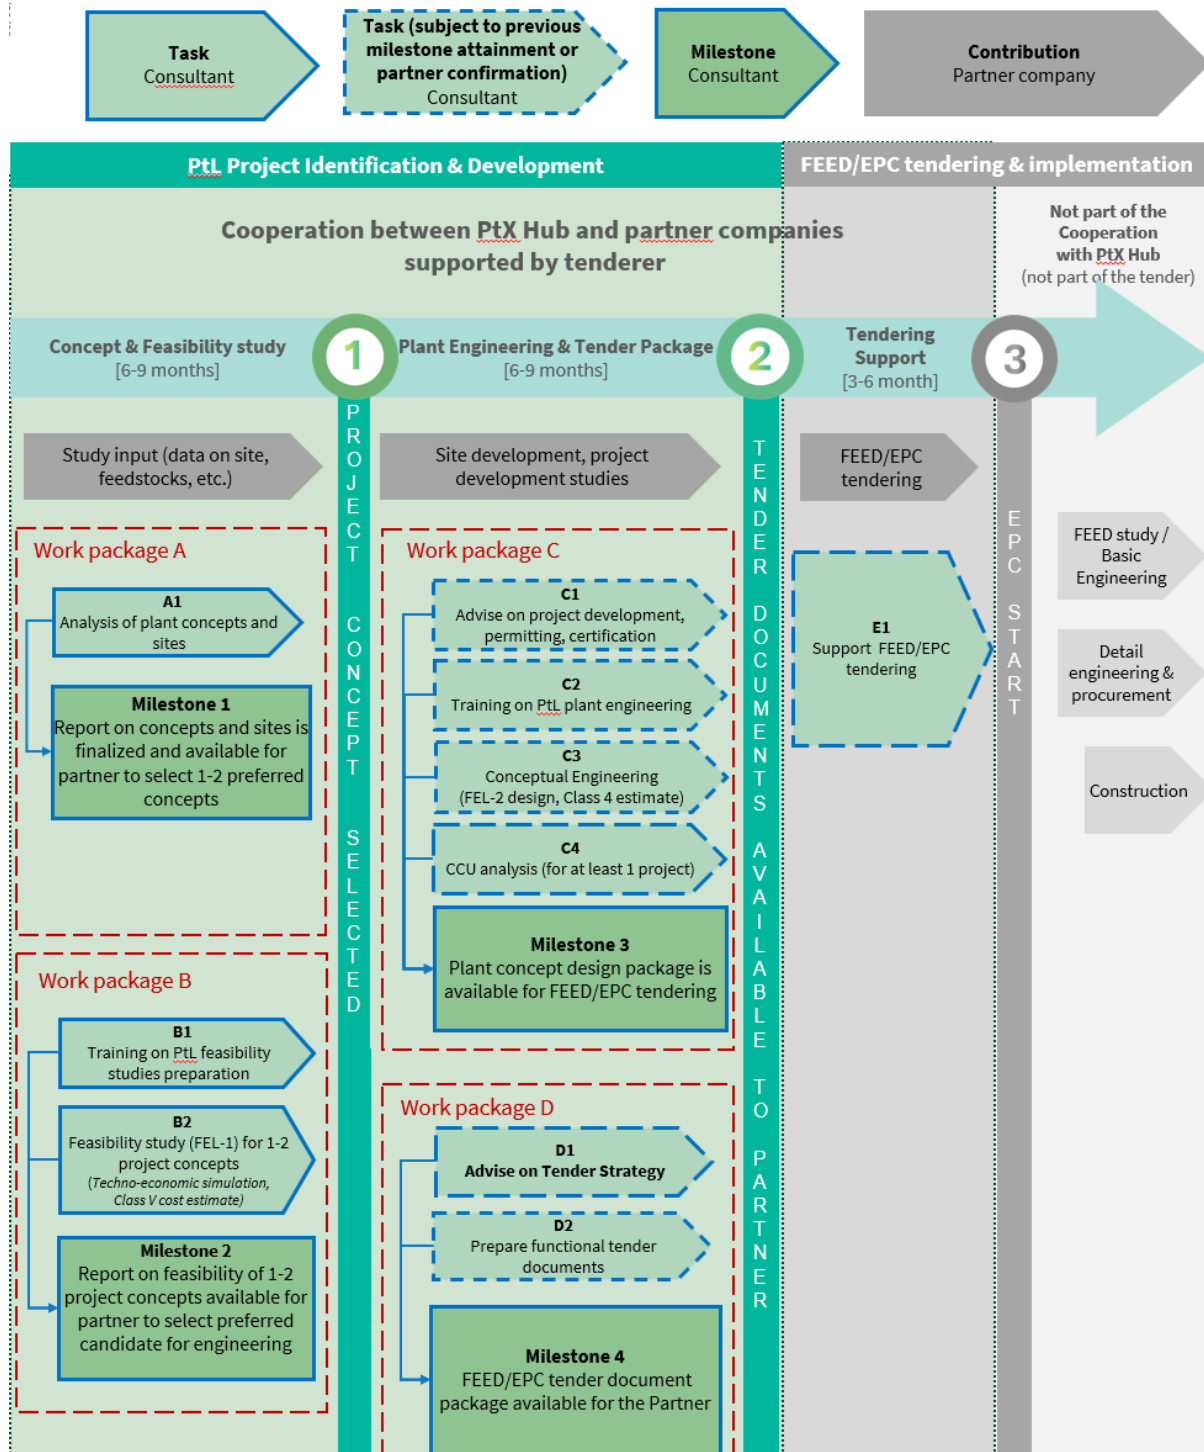 Task
Consultant
Task (subject to previous
milestone attainment or
partner confirmation)
Consultant
Milestone
Consultant
Contribution
Partner company
PtL Project Identification & Development
FEED/EPC tendering & implementation
Cooperation between PtX Hub and partner companies
supported by tenderer
Not part of the
Cooperation
with PtX Hub
(not part of the tender)
Concept & Feasibility study
[6-9 months]
1
Plant Engineering & Tender Package
[6-9 months]
2
Tendering
Support
[3-6 month]
3
Study input (data on site,
feedstocks, etc.)
Work package A
A1
Analysis of plant concepts and
sites
Milestone 1
Report on concepts and sites is
finalized and available for
partner to select 1-2 preferred
concepts
Work package B
B1
Training on PtL feasibility
studies preparation
B2
Feasibility study (FEL-1) for 1-2
project concepts
(Techno-economic simulation,
Class V cost estimate)
Milestone 2
Report on feasibility of 1-2
project concepts available for
partner to select preferred
candidate for engineering
PROJECT CONCEPT SELECTED
Site development, project
development studies
Work package C
C1
Advise on project development,
permitting, certification
C2
Training on PtL plant engineering
C3
Conceptual Engineering
(FEL-2 design, Class 4 estimate)
C4
CCU analysis (for at least 1 project)
Milestone 3
Plant concept design package is
available for FEED/EPC tendering
Work package D
D1
Advise on Tender Strategy
D2
Prepare functional tender
documents
Milestone 4
FEED/EPC tender document
package available for the Partner
TENDER DOCUMENTS AVAILABLE TO PARTNER
FEED/EPC
tendering
E1
Support FEED/EPC
tendering
EPC START
FEED study /
Basic
Engineering
Detail
engineering &
procurement
Construction